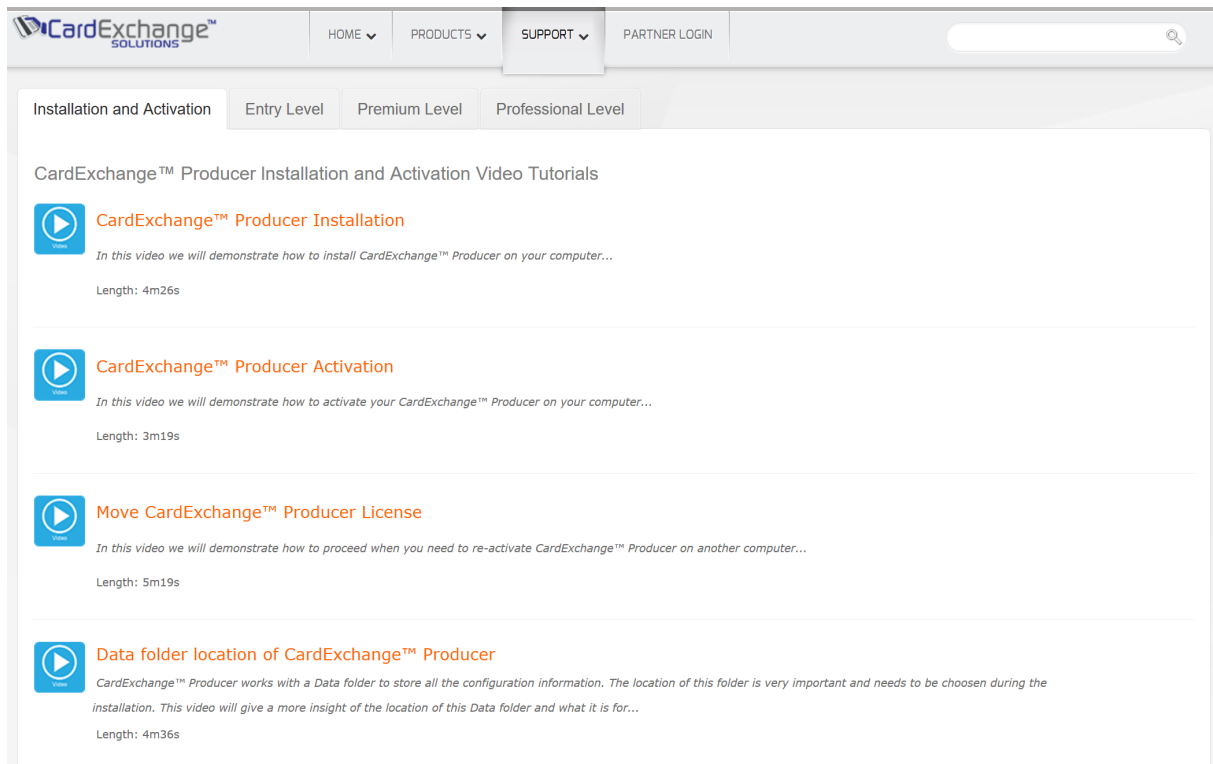 CardExchange™
SOLUTIONS
HOME
PRODUCTS
SUPPORT
PARTNER LOGIN
Installation and Activation
Entry Level
Premium Level
Professional Level
CardExchange™ Producer Installation and Activation Video Tutorials
CardExchange™ Producer Installation
Video
In this video we will demonstrate how to install CardExchange™ Producer on your computer...
Length: 4m26s
CardExchange™ Producer Activation
Video
In this video we will demonstrate how to activate your CardExchange™ Producer on your computer...
Length: 3m19s
Move CardExchange™ Producer License
Video
In this video we will demonstrate how to proceed when you need to re-activate CardExchange™ Producer on another computer...
Length: 5m19s
Data folder location of CardExchange™ Producer
Video
CardExchange™ Producer works with a Data folder to store all the configuration information. The location of this folder is very important and needs to be choosen during the
installation. This video will give a more insight of the location of this Data folder and what it is for...
Length: 4m36s